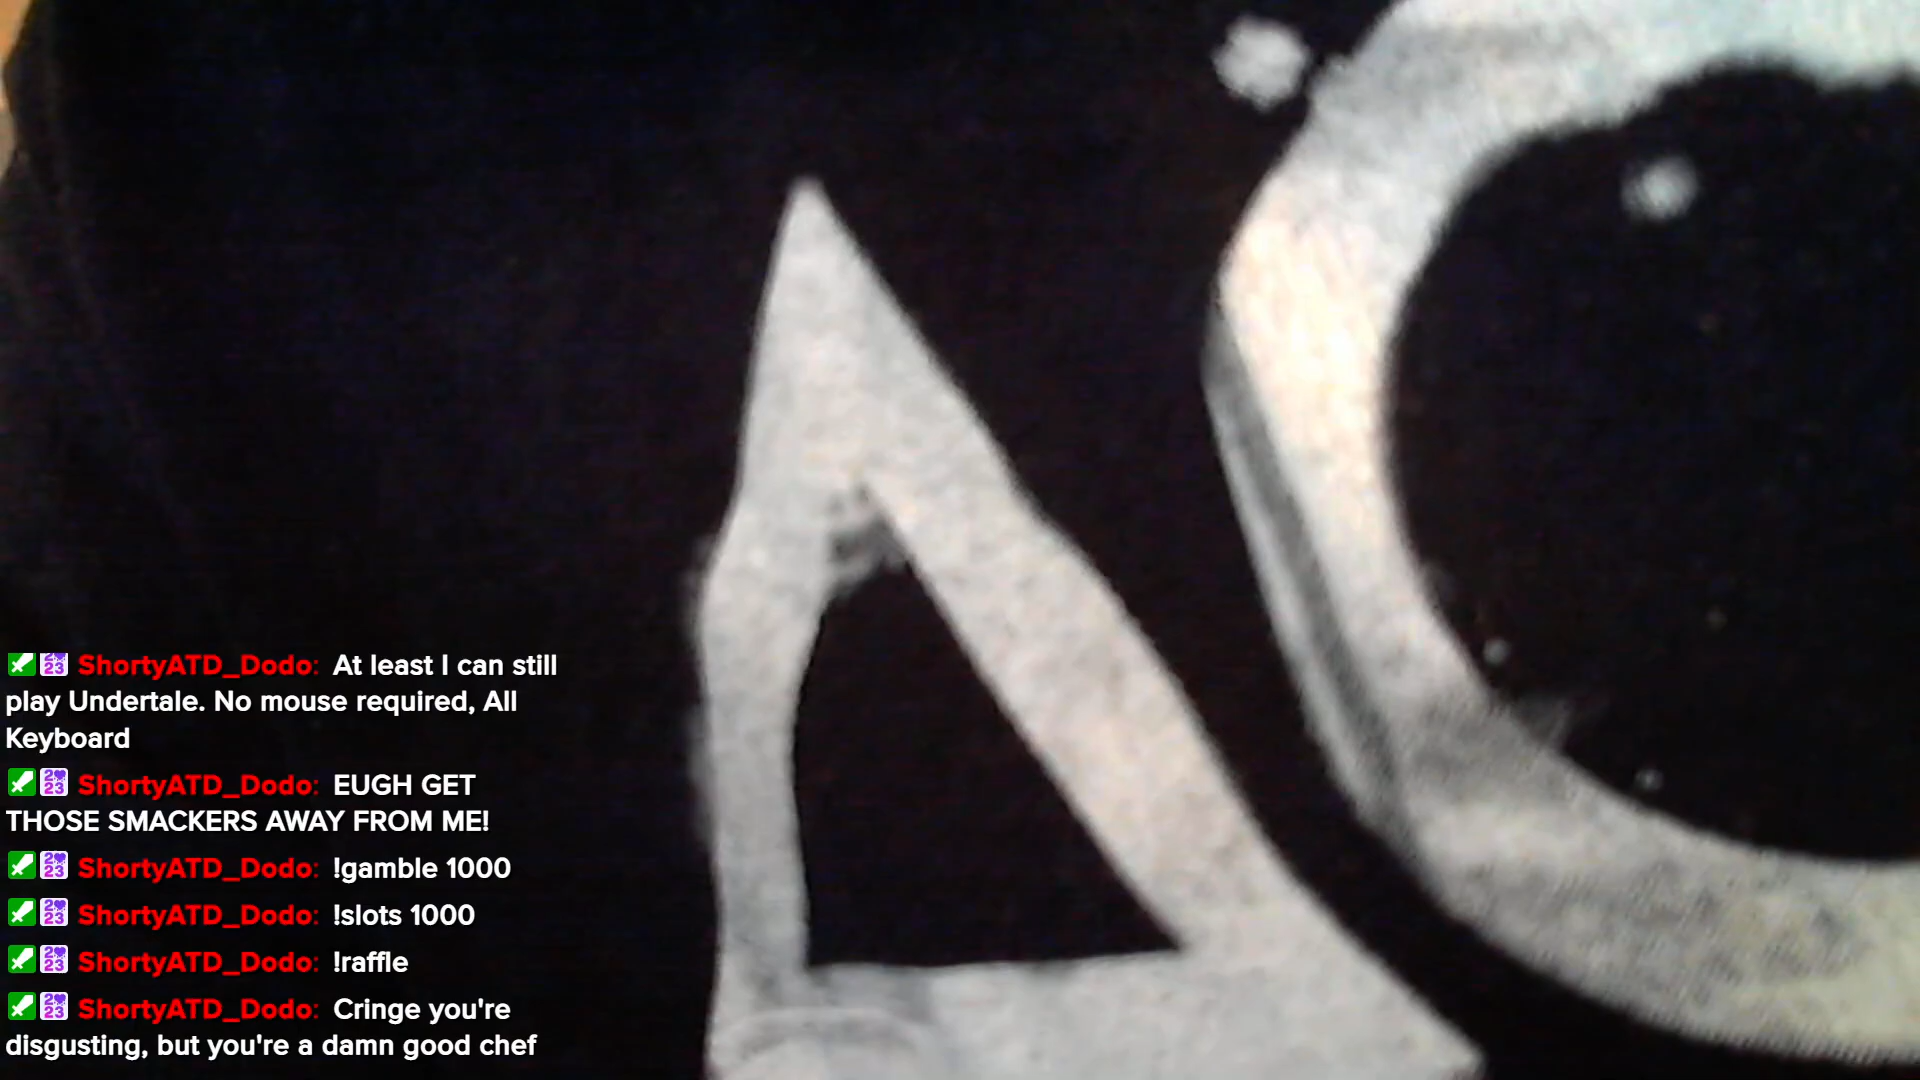 ShortyATD_Dodo: At least I can still
play Undertale. No mouse required, All
Keyboard
ShortyATD_Dodo: EUGH GET
THOSE SMACKERS AWAY FROM ME!
ShortyATD_Dodo: !gamble 1000
ShortyATD_Dodo: !slots 1000
ShortyATD_Dodo: !raffle
ShortyATD_Dodo: Cringe you're
disgusting, but you're a damn good chef